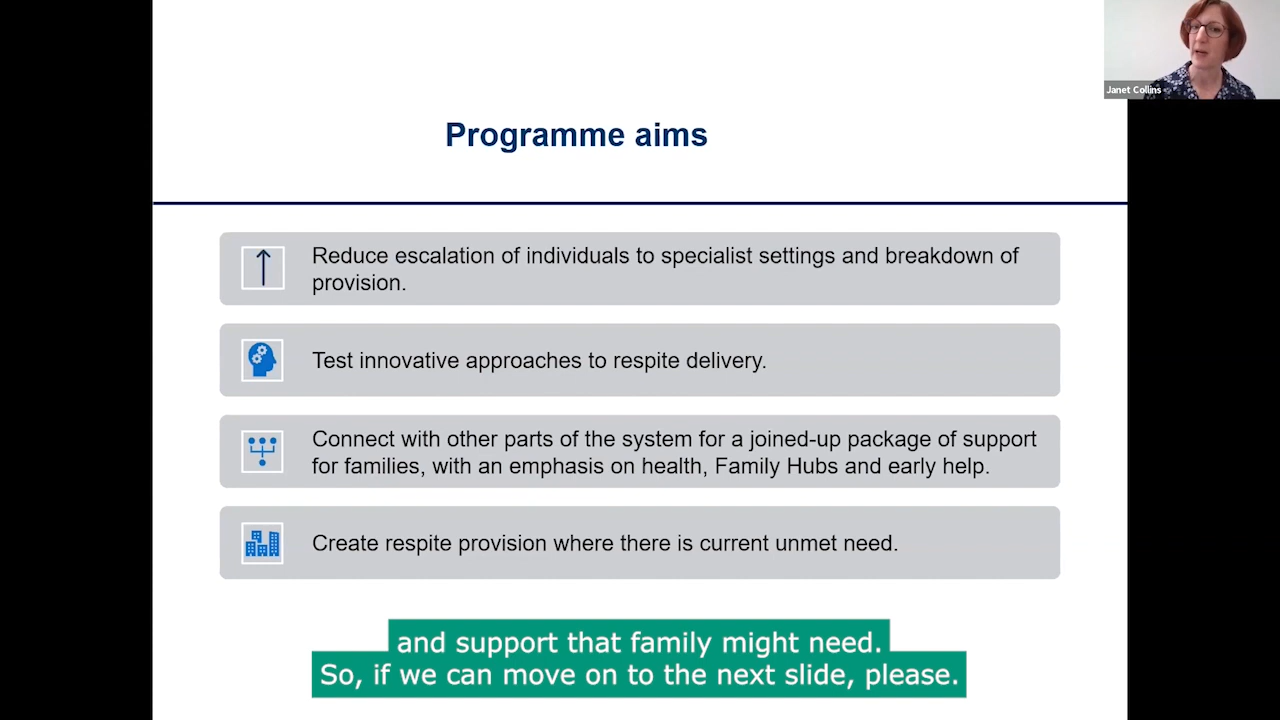 Janet Collins
Programme aims
Reduce escalation of individuals to specialist settings and breakdown of
provision.
Test innovative approaches to respite delivery.
Connect with other parts of the system for a joined-up package of support
for families, with an emphasis on health, Family Hubs and early help.
Create respite provision where there is current unmet need.
and support that family might need.
So, if we can move on to the next slide, please.